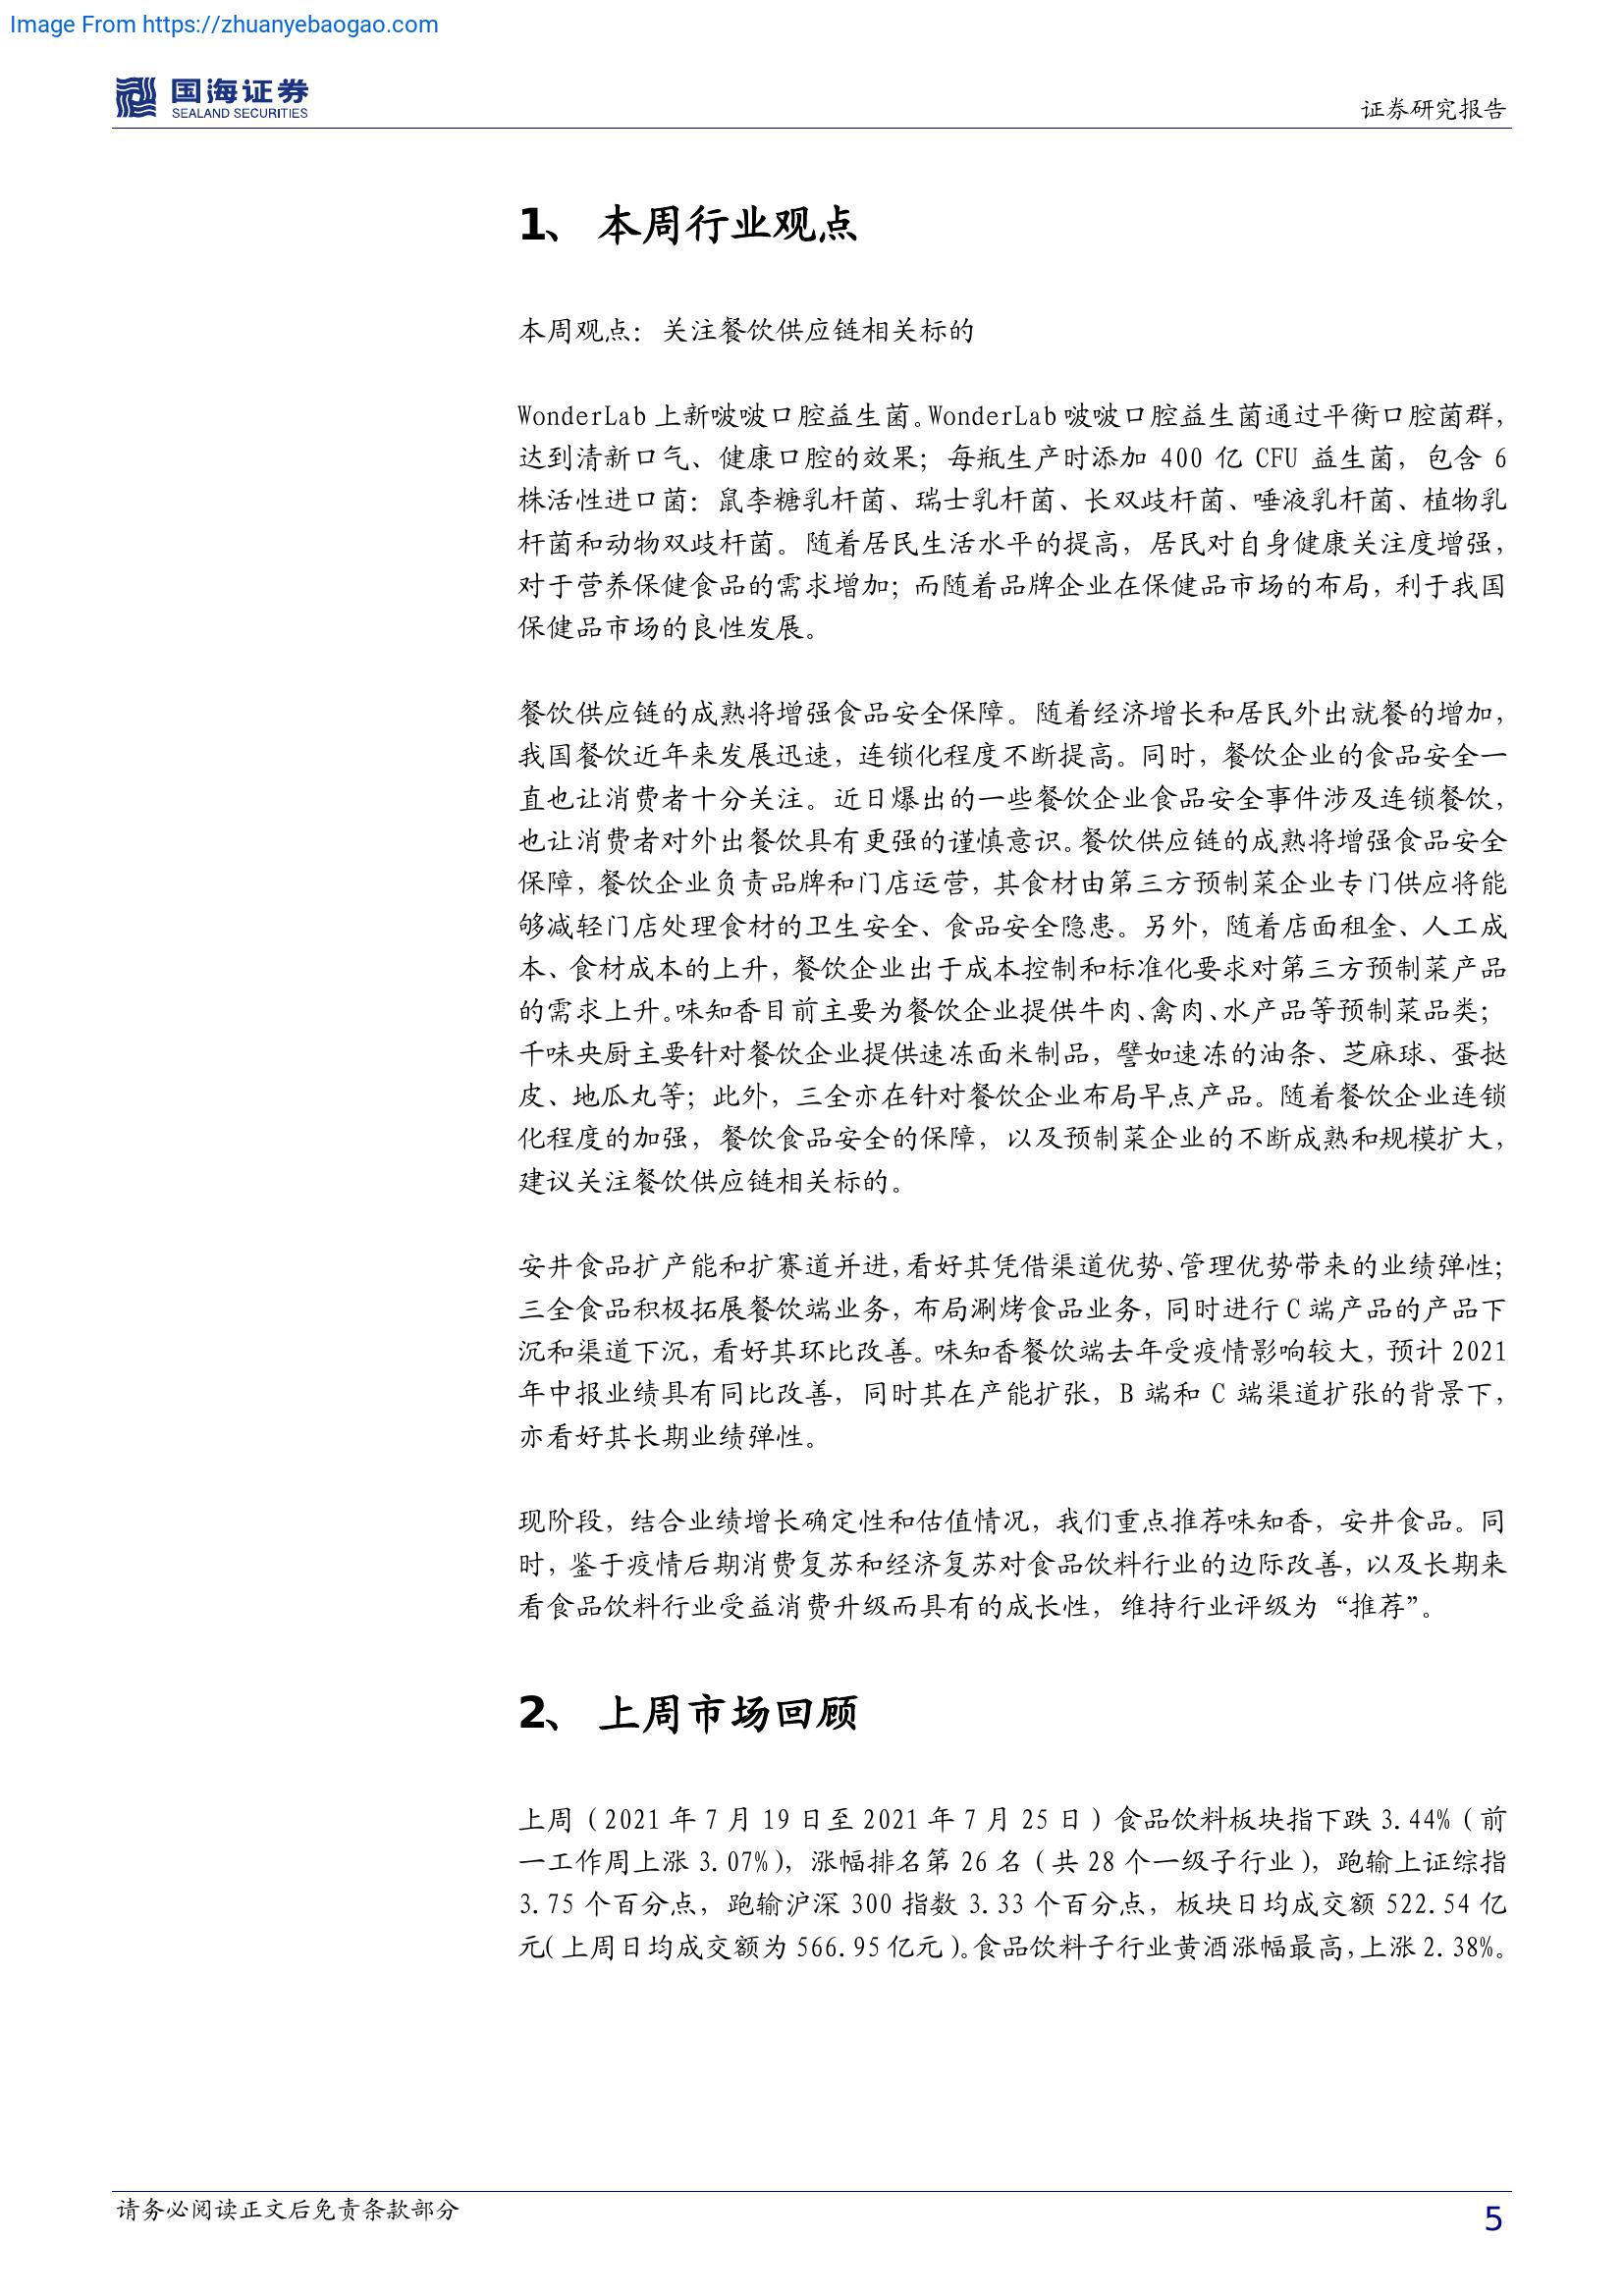 Image From https://zhuanyebaogao.com
国海证券
SEALAND SECURITIES
证券研究报告
1、 本周行业观点
本周观点：关注餐饮供应链相关标的
WonderLab 上新啵啵口腔益生菌。WonderLab 啵啵口腔益生菌通过平衡口腔菌群，
达到清新口气、健康口腔的效果；每瓶生产时添加 400 亿 CFU 益生菌，包含 6
株活性进口菌：鼠李糖乳杆菌、瑞士乳杆菌、长双歧杆菌、唾液乳杆菌、植物乳
杆菌和动物双歧杆菌。随着居民生活水平的提高，居民对自身健康关注度增强，
对于营养保健食品的需求增加；而随着品牌企业在保健品市场的布局，利于我国
保健品市场的良性发展。
餐饮供应链的成熟将增强食品安全保障。随着经济增长和居民外出就餐的增加，
我国餐饮近年来发展迅速，连锁化程度不断提高。同时，餐饮企业的食品安全一
直也让消费者十分关注。近日爆出的一些餐饮企业食品安全事件涉及连锁餐饮，
也让消费者对外出餐饮具有更强的谨慎意识。餐饮供应链的成熟将增强食品安全
保障，餐饮企业负责品牌和门店运营，其食材由第三方预制菜企业专门供应将能
够减轻门店处理食材的卫生安全、食品安全隐患。另外，随着店面租金、人工成
本、食材成本的上升，餐饮企业出于成本控制和标准化要求对第三方预制菜产品
的需求上升。味知香目前主要为餐饮企业提供牛肉、禽肉、水产品等预制菜品类；
千味央厨主要针对餐饮企业提供速冻面米制品，譬如速冻的油条、芝麻球、蛋挞
皮、地瓜丸等；此外，三全亦在针对餐饮企业布局早点产品。随着餐饮企业连锁
化程度的加强，餐饮食品安全的保障，以及预制菜企业的不断成熟和规模扩大，
建议关注餐饮供应链相关标的。
安井食品扩产能和扩赛道并进，看好其凭借渠道优势、管理优势带来的业绩弹性；
三全食品积极拓展餐饮端业务，布局涮烤食品业务，同时进行 C 端产品的产品下
沉和渠道下沉，看好其环比改善。味知香餐饮端去年受疫情影响较大，预计 2021
年中报业绩具有同比改善，同时其在产能扩张，B 端和 C 端渠道扩张的背景下，
亦看好其长期业绩弹性。
现阶段，结合业绩增长确定性和估值情况，我们重点推荐味知香，安井食品。同
时，鉴于疫情后期消费复苏和经济复苏对食品饮料行业的边际改善，以及长期来
看食品饮料行业受益消费升级而具有的成长性，维持行业评级为“推荐”。
2、 上周市场回顾
上周（2021 年 7 月 19 日至 2021 年 7 月 25 日）食品饮料板块指下跌 3.44%（前
一工作周上涨 3.07%），涨幅排名第 26 名（共 28 个一级子行业），跑输上证综指
3.75 个百分点，跑输沪深 300 指数 3.33 个百分点，板块日均成交额 522.54 亿
元（上周日均成交额为 566.95 亿元）。食品饮料子行业黄酒涨幅最高，上涨 2.38%。
请务必阅读正文后免责条款部分
5